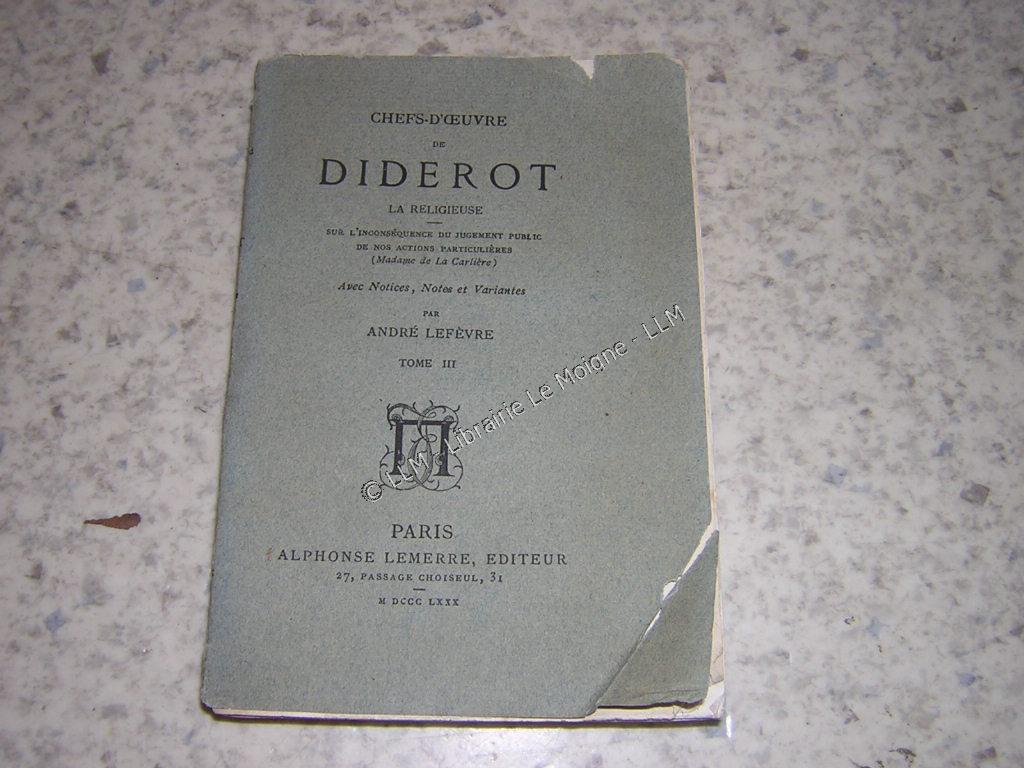 CHEFS-D'ŒUVRE
DE
DIDEROT
LA RELIGIEUSE
SUR L'INCONSÉQUENCE DU JUGEMENT PUBLIC
DE NOS ACTIONS PARTICULIÈRES
(Madame de La Carlière)
Avec Notices, Notes et Variantes
PAR
ANDRÉ LEFÈVRE
TOME III
© LLM - Librairie Le Moigne - LLM
PARIS
ALPHONSE LEMERRE, EDITEUR
27, PASSAGE CHOISEUL, 31
M DCCC LXXX